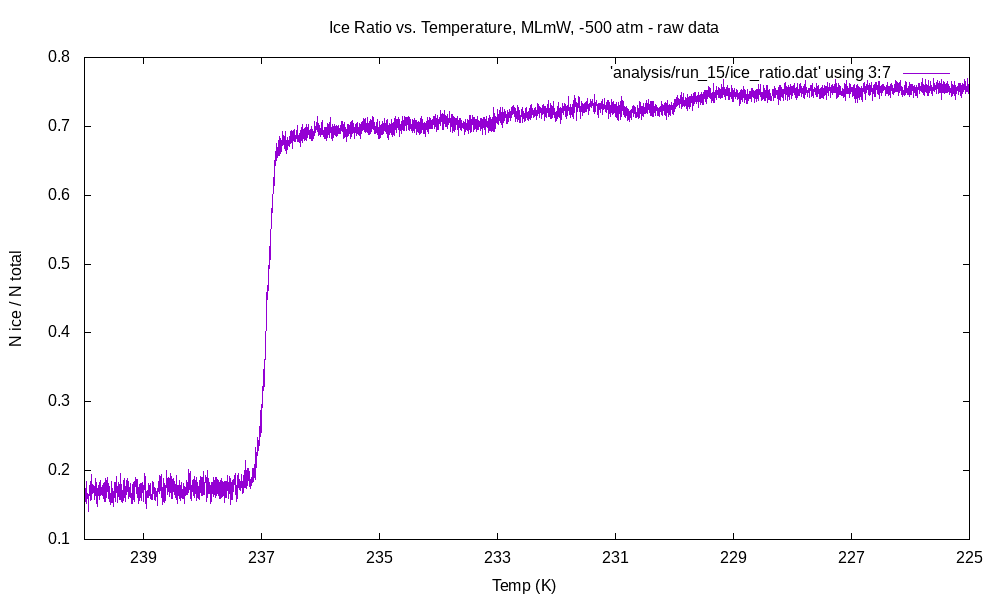 Ice Ratio vs. Temperature, MLmW, -500 atm - raw data
'analysis/run_15/ice_ratio.dat' using 3:7
N ice / N total
0.8
0.7
0.6
0.5
0.4
0.3
0.2
0.1
239 237 235 233 231 229 227 225
Temp (K)